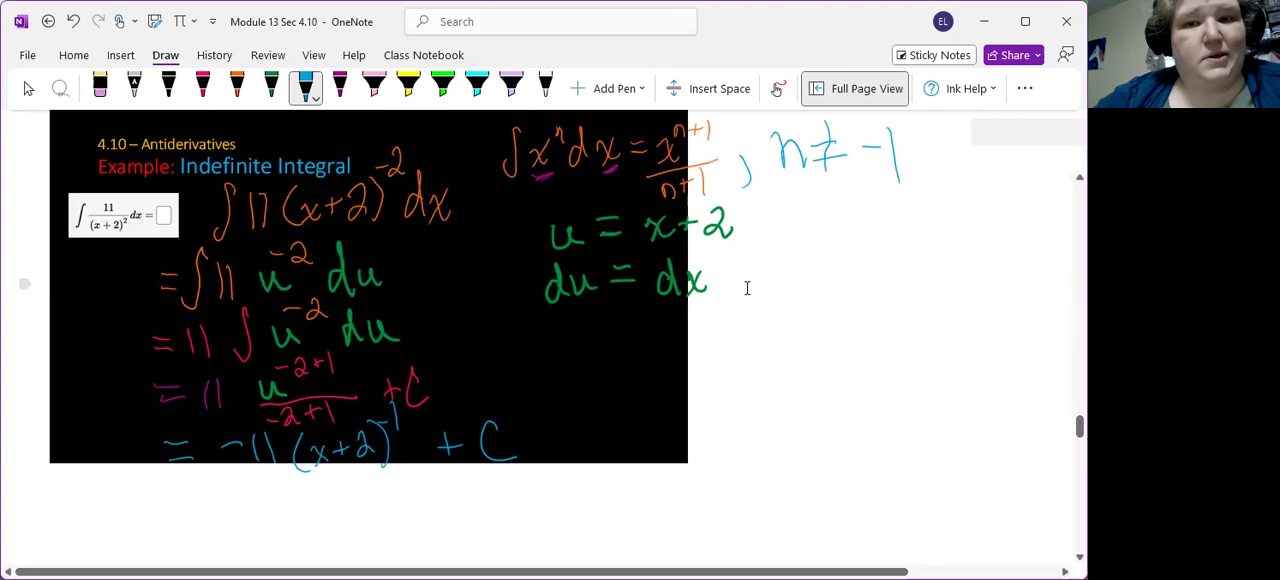 Module 13 Sec 4.10 - OneNote
Search
EL
File Home Insert Draw History Review View Help Class Notebook
Sticky Notes
Share
Add Pen
Insert Space
Full Page View
Ink Help
4.10 – Antiderivatives
Example: Indefinite Integral
∫ 11/(x + 2)² dx =
∫ 11 (x+2)^-2 dx
= ∫ 11 u^-2 du
= 11 ∫ u^-2 du
= 11 u^(-2+1)/(-2+1) + C
= -11 (x+2)^-1 + C
∫ x^n dx = x^(n+1)/(n+1) , n ≠ -1
u = x+2
du = dx